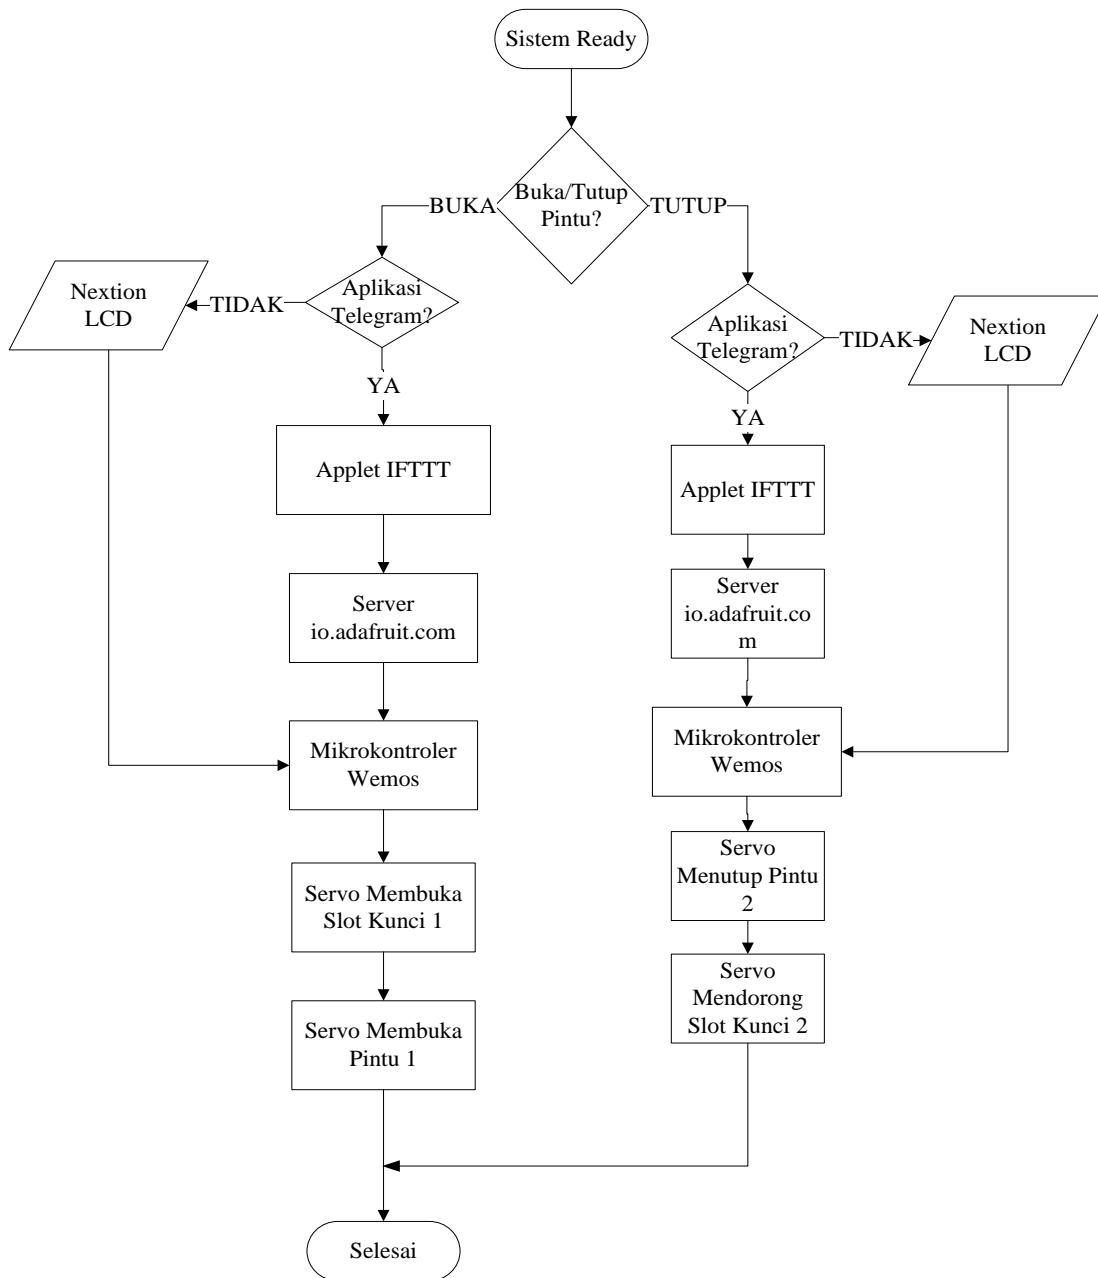 Sistem Ready
Buka/Tutup
Pintu?
BUKA
TUTUP
Aplikasi
Telegram?
TIDAK
Nextion
LCD
YA
Applet IFTTT
Server
io.adafruit.com
Mikrokontroler
Wemos
Servo Membuka
Slot Kunci 1
Servo Membuka
Pintu 1
Aplikasi
Telegram?
TIDAK
Nextion
LCD
YA
Applet IFTTT
Server
io.adafruit.co
m
Mikrokontroler
Wemos
Servo
Menutup Pintu
2
Servo
Mendorong
Slot Kunci 2
Selesai